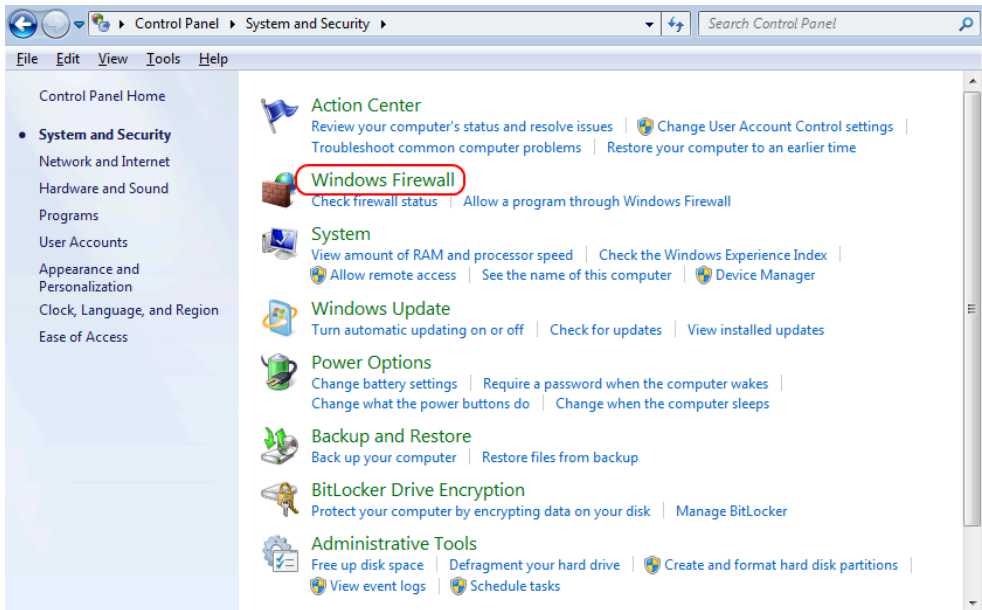 Control Panel System and Security Search Control Panel
File Edit View Tools Help
Control Panel Home
System and Security
Network and Internet
Hardware and Sound
Programs
User Accounts
Appearance and
Personalization
Clock, Language, and Region
Ease of Access
Action Center
Review your computer's status and resolve issues Change User Account Control settings
Troubleshoot common computer problems Restore your computer to an earlier time
Windows Firewall
Check firewall status Allow a program through Windows Firewall
System
View amount of RAM and processor speed Check the Windows Experience Index
Allow remote access See the name of this computer Device Manager
Windows Update
Turn automatic updating on or off Check for updates View installed updates
Power Options
Change battery settings Require a password when the computer wakes
Change what the power buttons do Change when the computer sleeps
Backup and Restore
Back up your computer Restore files from backup
BitLocker Drive Encryption
Protect your computer by encrypting data on your disk Manage BitLocker
Administrative Tools
Free up disk space Defragment your hard drive Create and format hard disk partitions
View event logs Schedule tasks